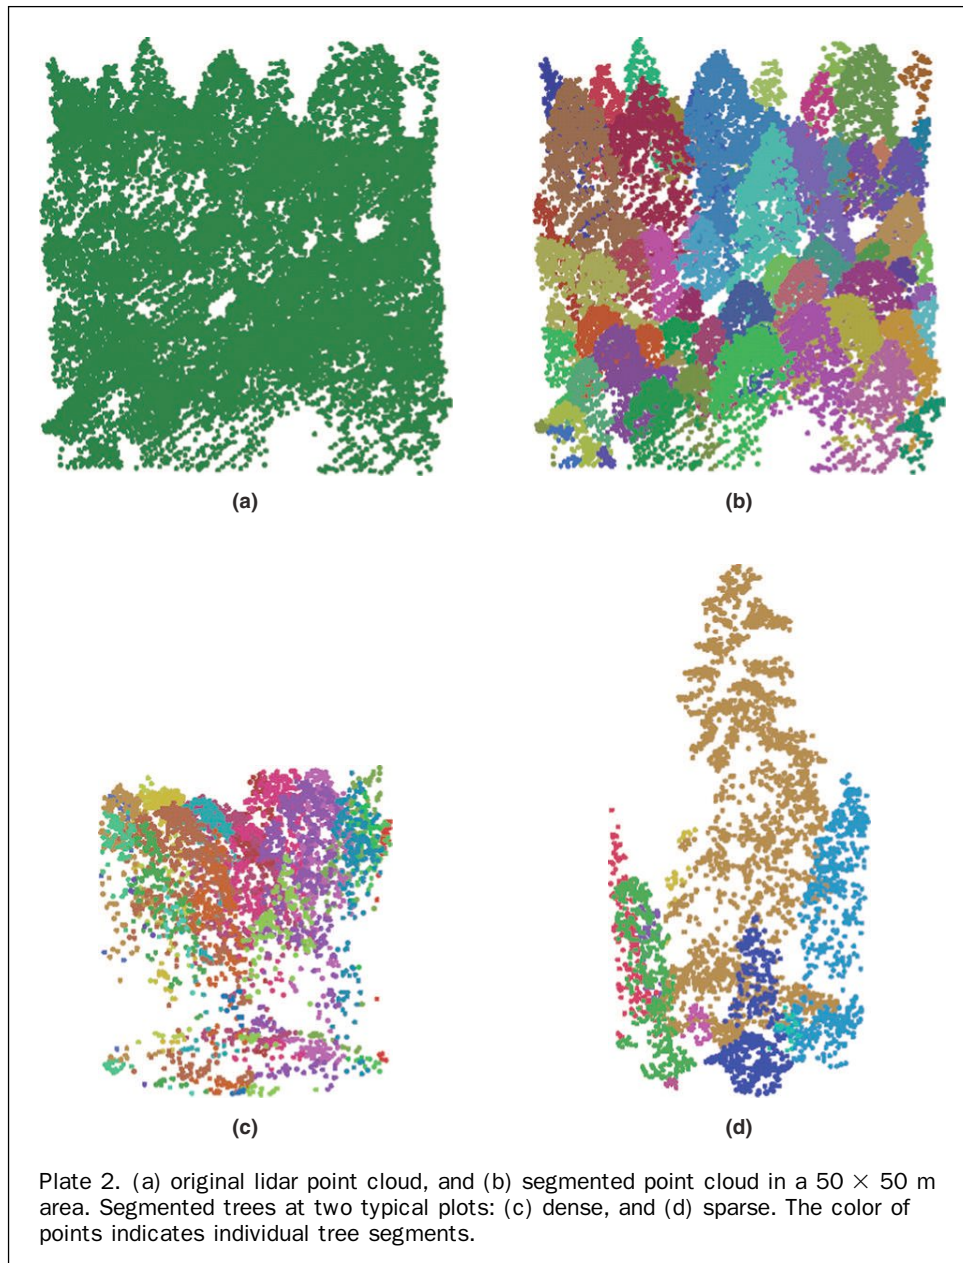 (a)
(b)
(c)
(d)
Plate 2. (a) original lidar point cloud, and (b) segmented point cloud in a 50 × 50 m
area. Segmented trees at two typical plots: (c) dense, and (d) sparse. The color of
points indicates individual tree segments.